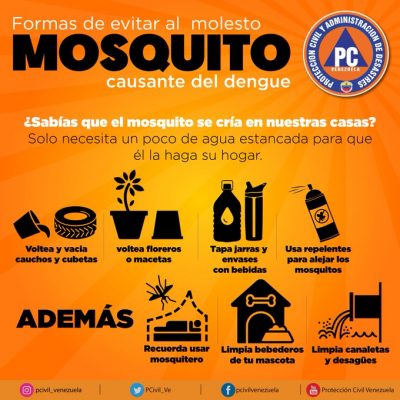 Formas de evitar al molesto
MOSQUITO
causante del dengue
PROTECCIÓN CIVIL Y ADMINISTRACIÓN DE DESASTRES
PC
VENEZUELA
¿Sabías que el mosquito se cría en nuestras casas?
Solo necesita un poco de agua estancada para que
él la haga su hogar.
Voltea y vacia
cauchos y cubetas
voltea floreros
o macetas
Tapa jarras y
envases
con bebidas
Usa repelentes
para alejar los
mosquitos
ADEMÁS
Recuerda usar
mosquitero
Limpia bebederos
de tu mascota
Limpia canaletas
y desagües
pcivil_venezuela
PCivil_Ve
pcivilvenezuela
Protección Civil Venezuela